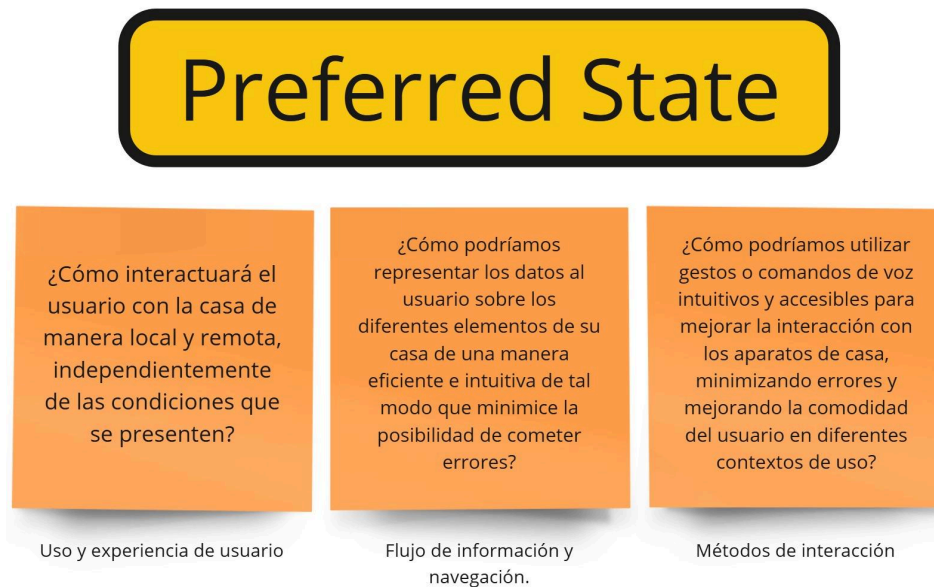 Preferred State
¿Cómo interactuará el
usuario con la casa de
manera local y remota,
independientemente
de las condiciones que
se presenten?
¿Cómo podríamos
representar los datos al
usuario sobre los
diferentes elementos de su
casa de una manera
eficiente e intuitiva de tal
modo que minimice la
posibilidad de cometer
errores?
¿Cómo podríamos utilizar
gestos o comandos de voz
intuitivos y accesibles para
mejorar la interacción con
los aparatos de casa,
minimizando errores y
mejorando la comodidad
del usuario en diferentes
contextos de uso?
Uso y experiencia de usuario
Flujo de información y
navegación.
Métodos de interacción